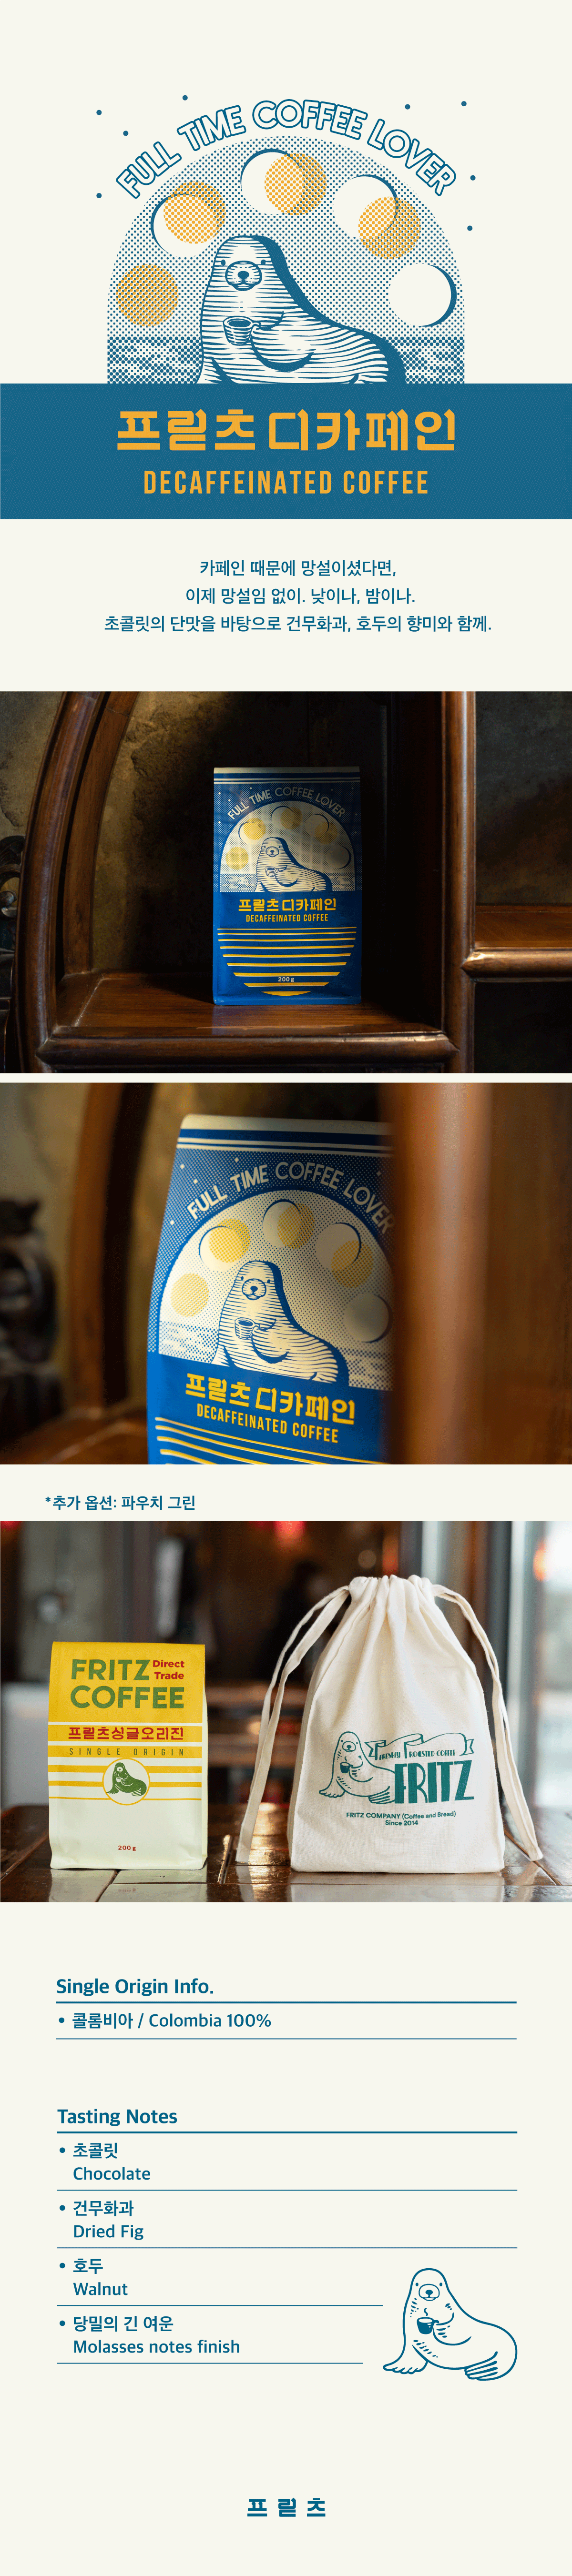 FULL TIME COFFEE LOVER
프릳츠 디카페인
DECAFFEINATED COFFEE
카페인 때문에 망설이셨다면,
이제 망설임 없이. 낮이나, 밤이나.
초콜릿의 단맛을 바탕으로 건무화과, 호두의 향미와 함께.
FULL TIME COFFEE LOVER
프릳츠 디카페인
DECAFFEINATED COFFEE
200 g
FULL TIME COFFEE LOVER
프릳츠 디카페인
DECAFFEINATED COFFEE
*추가 옵션: 파우치 그린
FRITZ Direct
Trade
COFFEE
프릳츠싱글오리진
SINGLE ORIGIN
200 g
FRESHLY ROASTED COFFEE
FRITZ
FRITZ COMPANY (Coffee and Bread)
Since 2014
Single Origin Info.
• 콜롬비아 / Colombia 100%
Tasting Notes
• 초콜릿
Chocolate
• 건무화과
Dried Fig
• 호두
Walnut
• 당밀의 긴 여운
Molasses notes finish
프릳츠